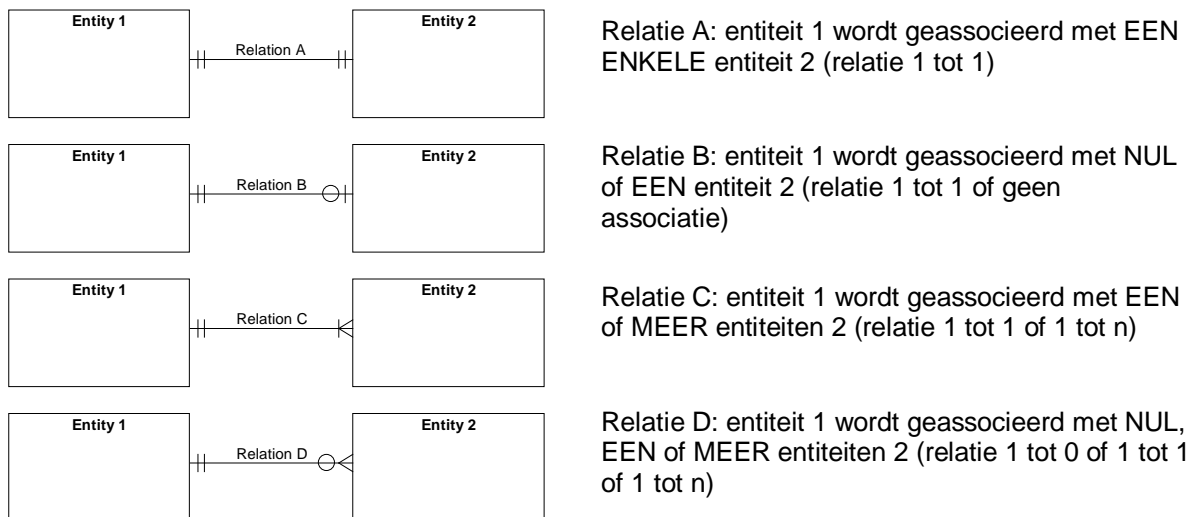 Entity 1
Relation A
Entity 2
Relatie A: entiteit 1 wordt geassocieerd met EEN
ENKELE entiteit 2 (relatie 1 tot 1)
Entity 1
Relation B
Entity 2
Relatie B: entiteit 1 wordt geassocieerd met NUL
of EEN entiteit 2 (relatie 1 tot 1 of geen
associatie)
Entity 1
Relation C
Entity 2
Relatie C: entiteit 1 wordt geassocieerd met EEN
of MEER entiteiten 2 (relatie 1 tot 1 of 1 tot n)
Entity 1
Relation D
Entity 2
Relatie D: entiteit 1 wordt geassocieerd met NUL,
EEN of MEER entiteiten 2 (relatie 1 tot 0 of 1 tot 1
of 1 tot n)